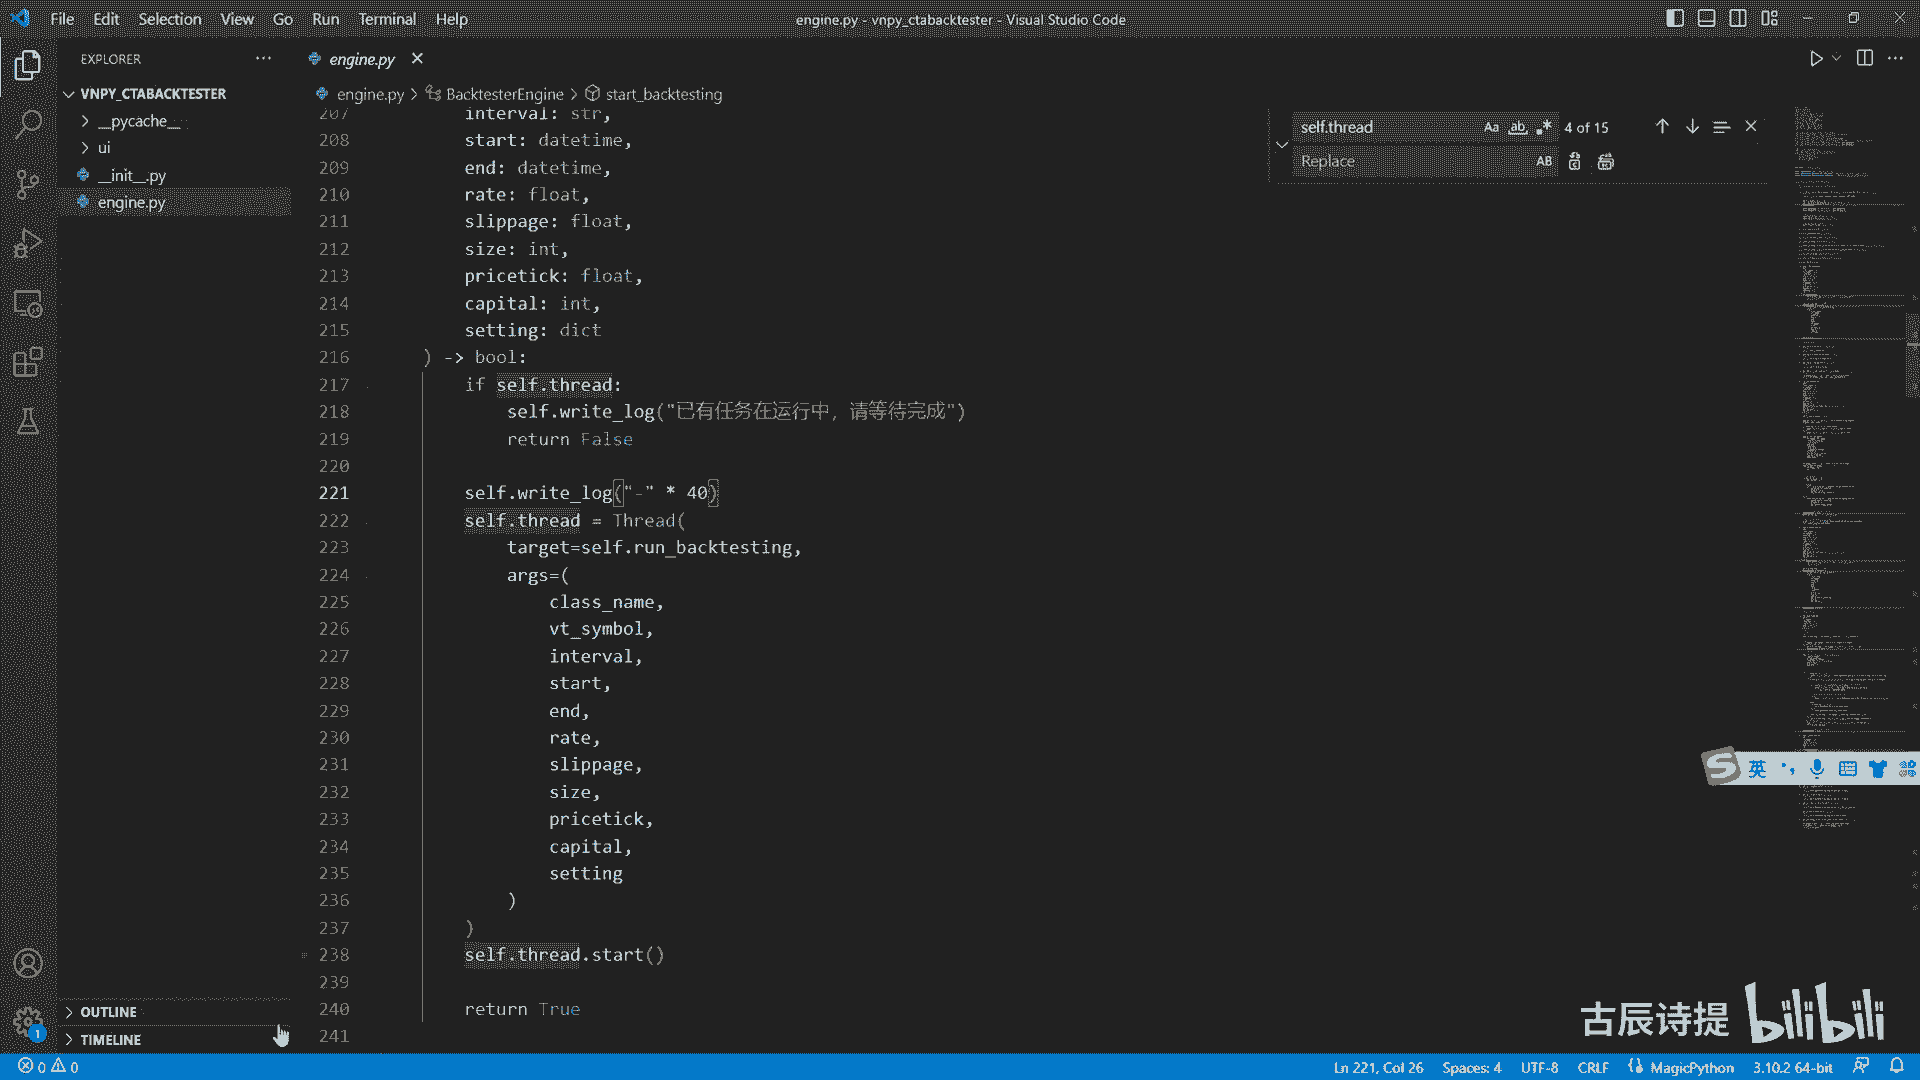 File Edit Selection View Go Run Terminal Help
engine.py - vnpy_ctabacktester - Visual Studio Code
EXPLORER
engine.py
VNPY_CTABACKTESTER
__pycache__
ui
__init__.py
engine.py
engine.py > BacktesterEngine > start_backtesting
self.thread Aa ab .* 4 of 15
Replace AB
207 interval: str,
208 start: datetime,
209 end: datetime,
210 rate: float,
211 slippage: float,
212 size: int,
213 pricetick: float,
214 capital: int,
215 setting: dict
216 ) -> bool:
217 if self.thread:
218 self.write_log("已有任务在运行中，请等待完成")
219 return False
220
221 self.write_log("-" * 40)
222 self.thread = Thread(
223 target=self.run_backtesting,
224 args=(
225 class_name,
226 vt_symbol,
227 interval,
228 start,
229 end,
230 rate,
231 slippage,
232 size,
233 pricetick,
234 capital,
235 setting
236 )
237 )
238 self.thread.start()
239
240 return True
241
S 英
1
OUTLINE
TIMELINE
古辰诗提 bilibili
0 0
Ln 221, Col 26 Spaces: 4 UTF-8 CRLF MagicPython 3.10.2 64-bit